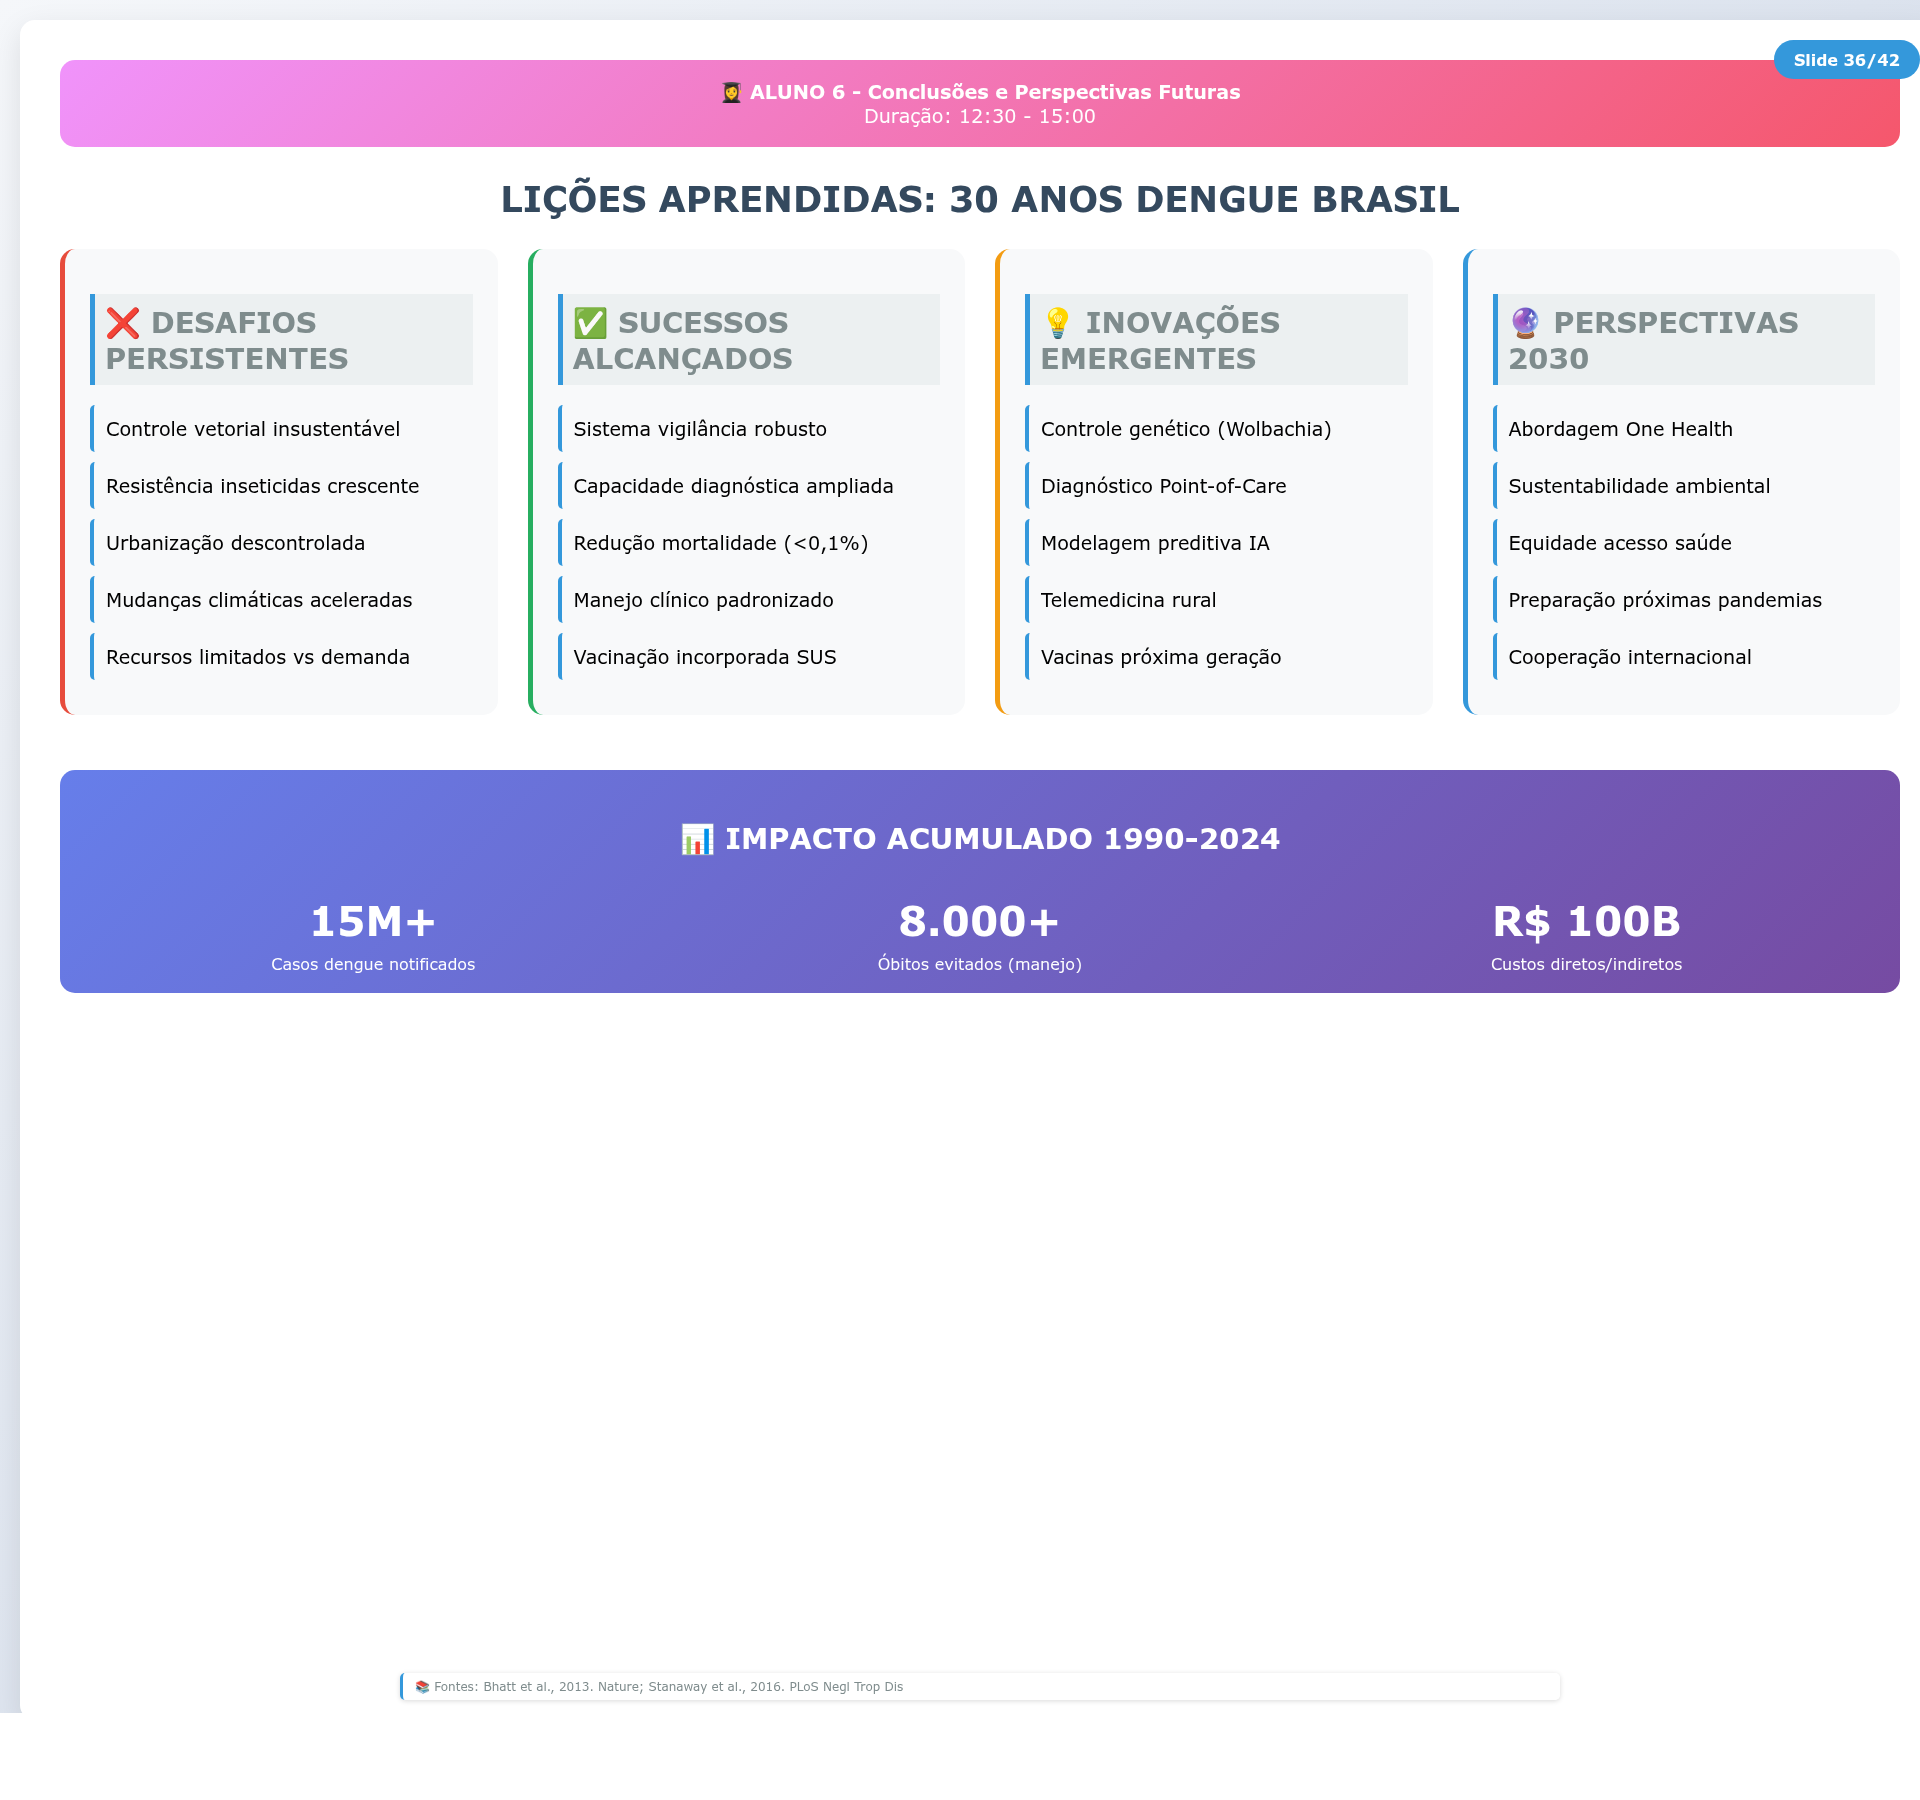 Slide 36/42
👩‍🎓 ALUNO 6 - Conclusões e Perspectivas Futuras
Duração: 12:30 - 15:00
LIÇÕES APRENDIDAS: 30 ANOS DENGUE BRASIL
❌ DESAFIOS
PERSISTENTES
Controle vetorial insustentável
Resistência inseticidas crescente
Urbanização descontrolada
Mudanças climáticas aceleradas
Recursos limitados vs demanda
✅ SUCESSOS
ALCANÇADOS
Sistema vigilância robusto
Capacidade diagnóstica ampliada
Redução mortalidade (<0,1%)
Manejo clínico padronizado
Vacinação incorporada SUS
💡 INOVAÇÕES
EMERGENTES
Controle genético (Wolbachia)
Diagnóstico Point-of-Care
Modelagem preditiva IA
Telemedicina rural
Vacinas próxima geração
🔮 PERSPECTIVAS
2030
Abordagem One Health
Sustentabilidade ambiental
Equidade acesso saúde
Preparação próximas pandemias
Cooperação internacional
📊 IMPACTO ACUMULADO 1990-2024
15M+
Casos dengue notificados
8.000+
Óbitos evitados (manejo)
R$ 100B
Custos diretos/indiretos
📚 Fontes: Bhatt et al., 2013. Nature; Stanaway et al., 2016. PLoS Negl Trop Dis